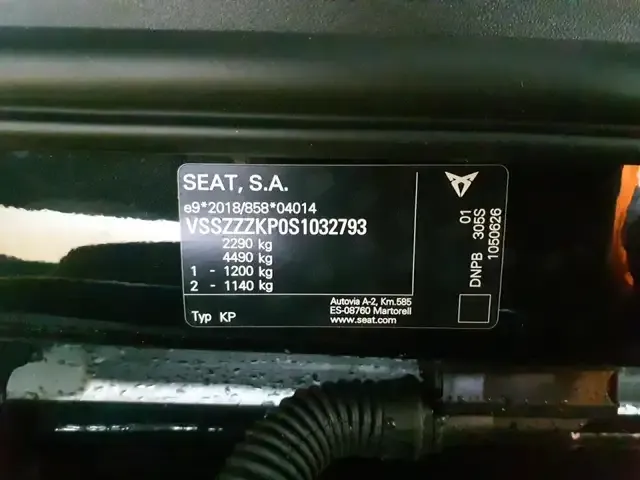 SEAT, S.A.
e9*2018/858*04014
VSSZZZKP0S1032793
2290 kg
4490 kg
1 - 1200 kg
2 - 1140 kg
Typ KP
Autovia A-2, Km.585
ES-08760 Martorell
www.seat.com
01
DNPB 305S
1050626